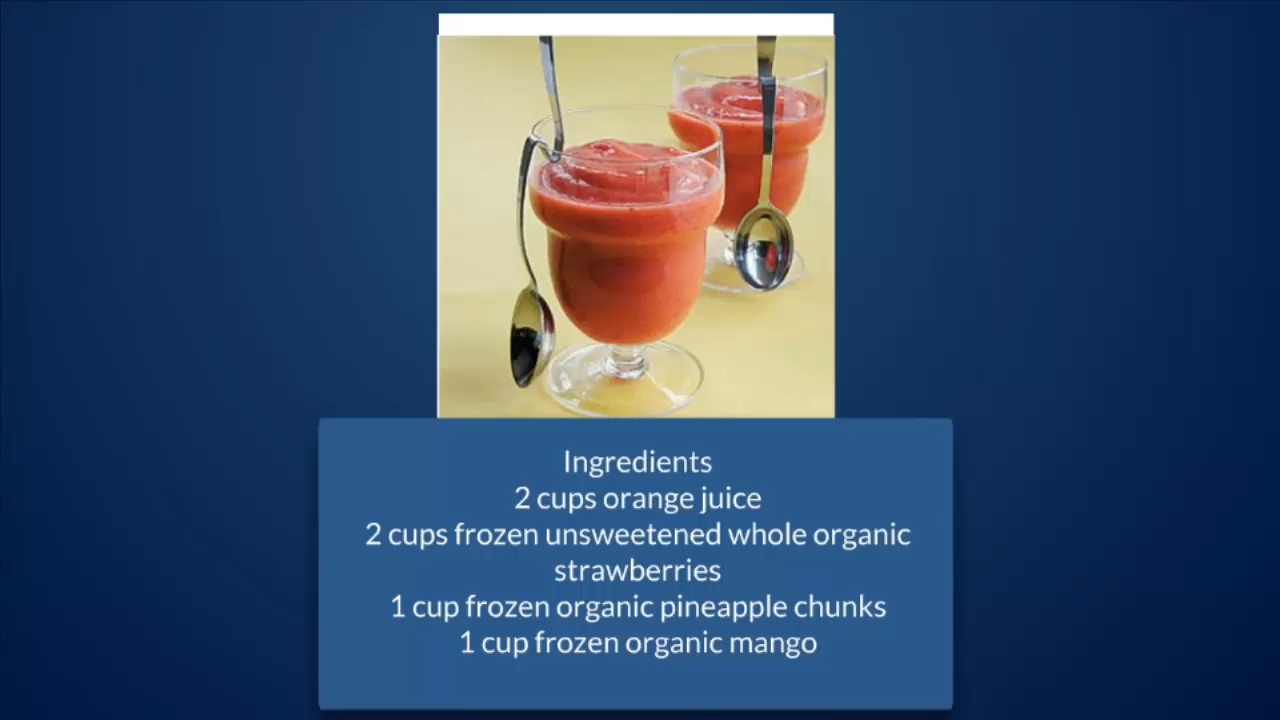 Ingredients
2 cups orange juice
2 cups frozen unsweetened whole organic
strawberries
1 cup frozen organic pineapple chunks
1 cup frozen organic mango